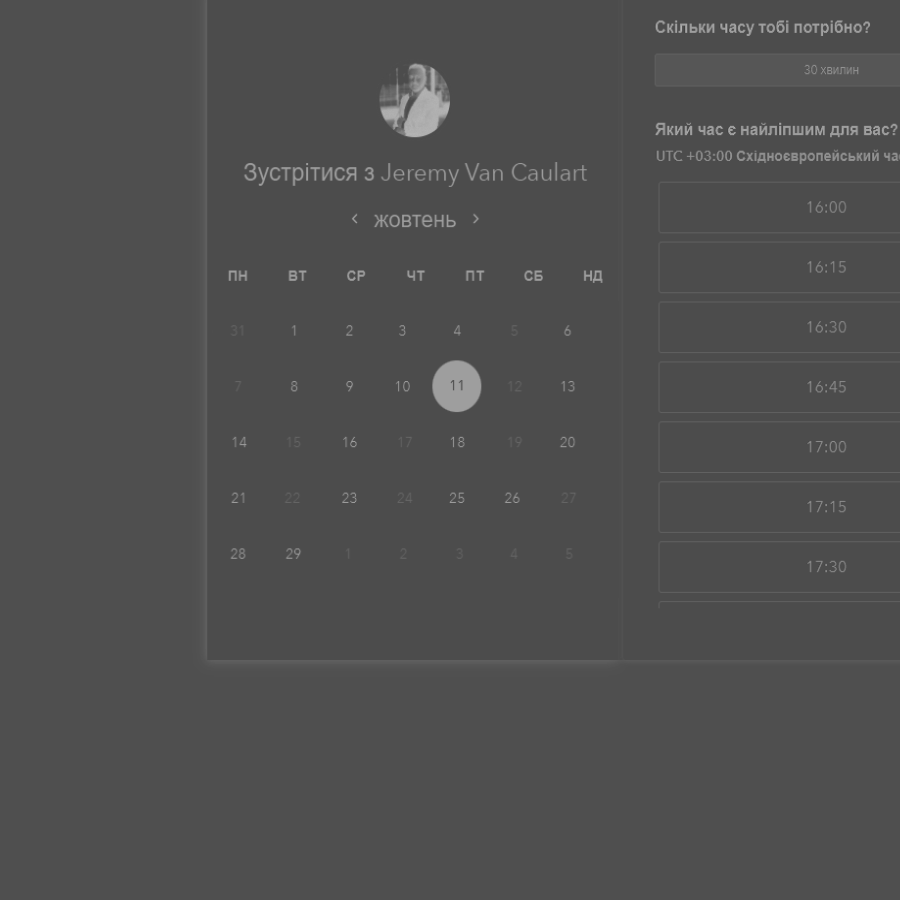 Зустрітися з Jeremy Van Caulart
‹ жовтень ›
ПН ВТ СР ЧТ ПТ СБ НД
31 1 2 3 4 5 6
7 8 9 10 11 12 13
14 15 16 17 18 19 20
21 22 23 24 25 26 27
28 29 1 2 3 4 5
Скільки часу тобі потрібно?
30 хвилин
Який час є найліпшим для вас?
UTC +03:00 Східноєвропейський ча
16:00
16:15
16:30
16:45
17:00
17:15
17:30